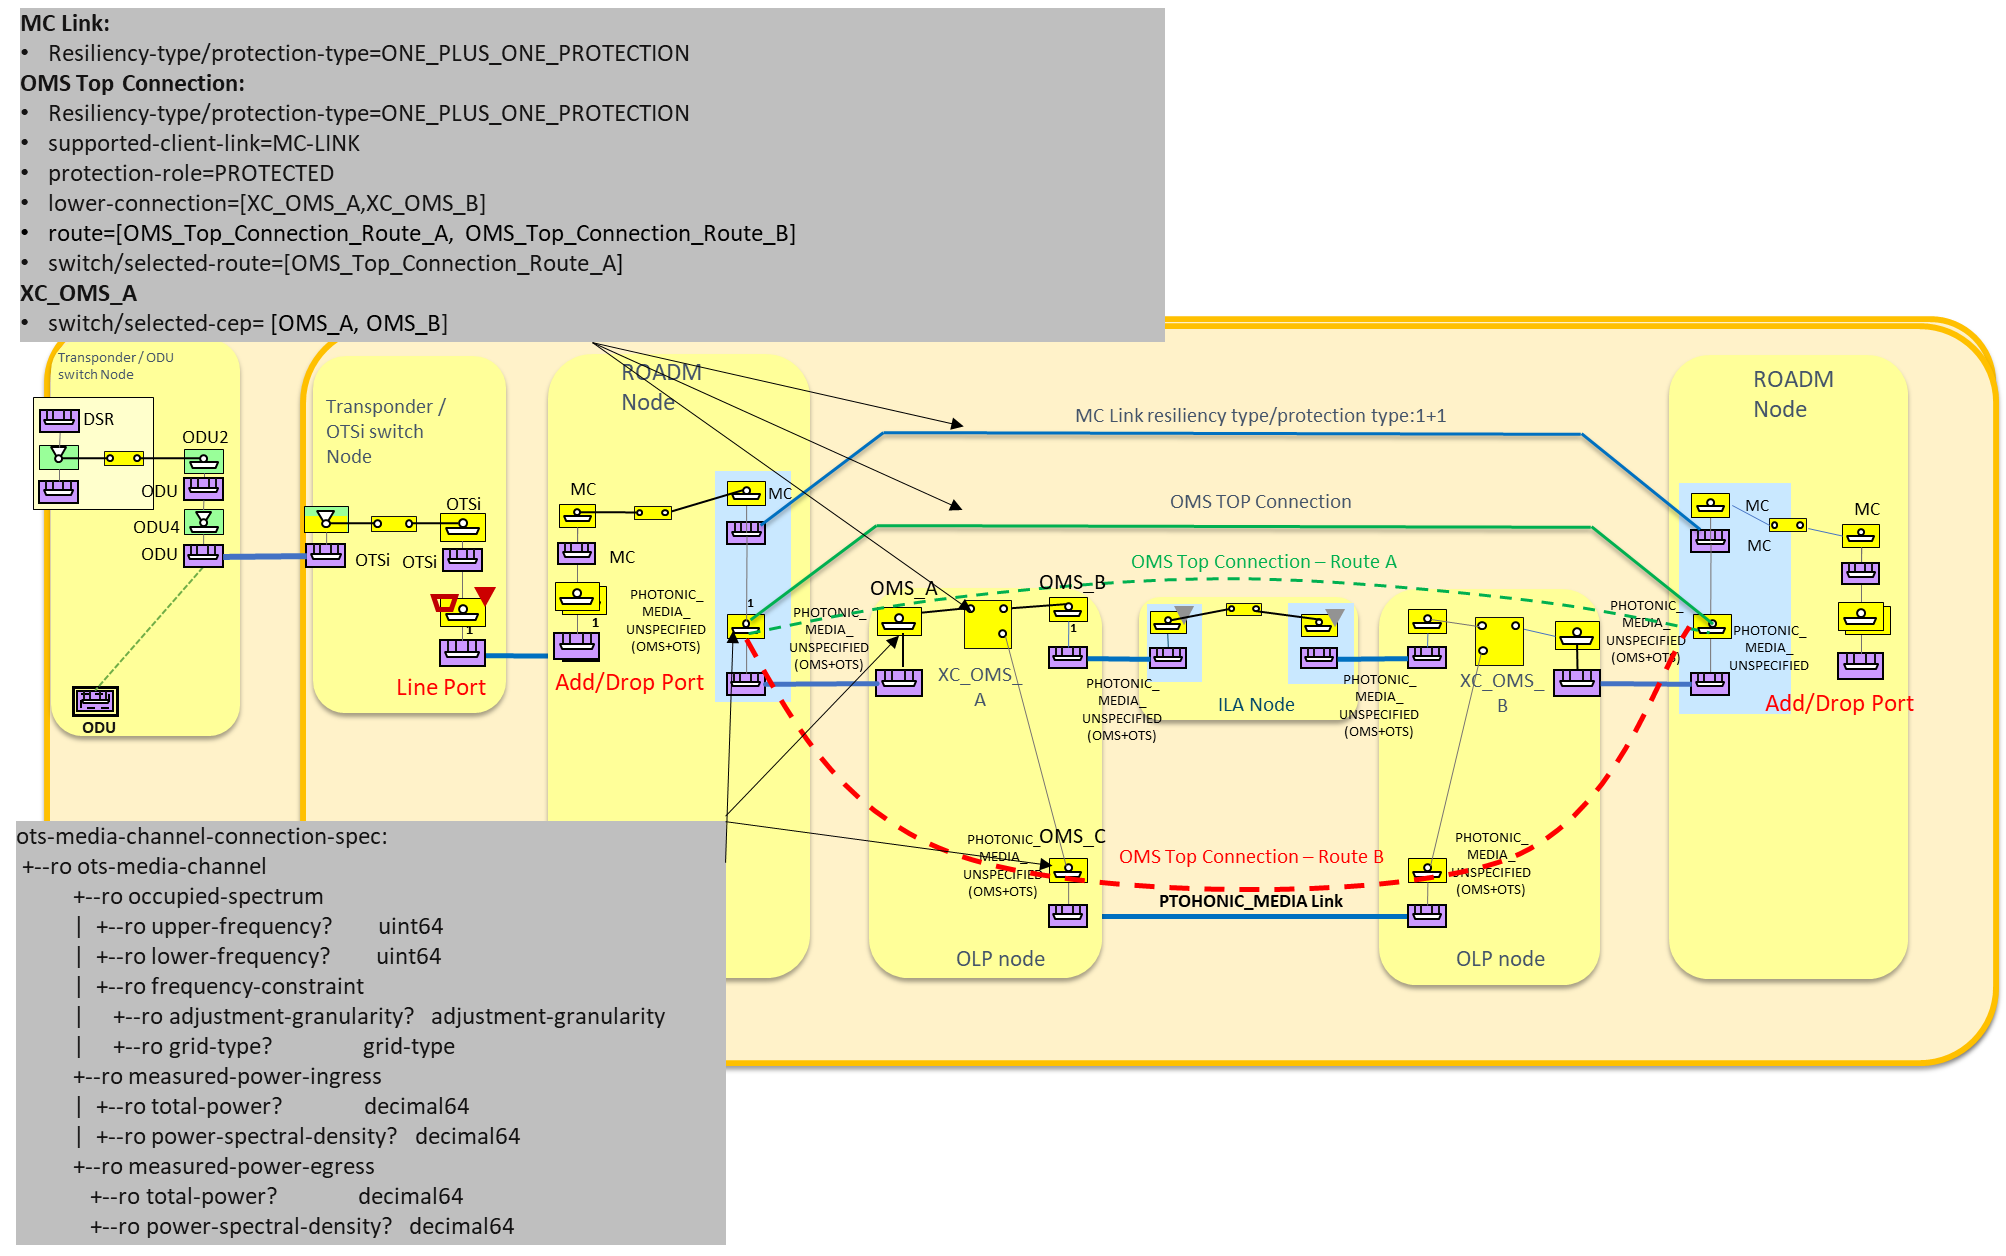 MC Link:
• Resiliency-type/protection-type=ONE_PLUS_ONE_PROTECTION
OMS Top Connection:
• Resiliency-type/protection-type=ONE_PLUS_ONE_PROTECTION
• supported-client-link=MC-LINK
• protection-role=PROTECTED
• lower-connection=[XC_OMS_A,XC_OMS_B]
• route=[OMS_Top_Connection_Route_A, OMS_Top_Connection_Route_B]
• switch/selected-route=[OMS_Top_Connection_Route_A]
XC_OMS_A
• switch/selected-cep= [OMS_A, OMS_B]
Transponder / ODU
switch Node
DSR
ODU2
ODU
ODU4
ODU
ODU
Transponder /
OTSi switch
Node
OTSi
OTSi
OTSi
1
Line Port
ROADM
Node
MC
MC
MC
1
1
PHOTONIC_
MEDIA_
UNSPECIFIED
(OMS+OTS)
Add/Drop Port
PHOTONIC_
MEDIA_
UNSPECIFIED
(OMS+OTS)
MC Link resiliency type/protection type:1+1
OMS TOP Connection
OMS Top Connection – Route A
OMS_A
OMS_B
1
XC_OMS_
A
PHOTONIC_
MEDIA_
UNSPECIFIED
(OMS+OTS)
ILA Node
PHOTONIC_
MEDIA_
UNSPECIFIED
(OMS+OTS)
XC_OMS_
B
PHOTONIC_
MEDIA_
UNSPECIFIED
(OMS+OTS)
OMS_C
PHOTONIC_
MEDIA_
UNSPECIFIED
(OMS+OTS)
OMS Top Connection – Route B
PTOHONIC_MEDIA Link
PHOTONIC_
MEDIA_
UNSPECIFIED
(OMS+OTS)
OLP node
OLP node
ROADM
Node
MC
MC
MC
PHOTONIC_
MEDIA_
UNSPECIFIED
Add/Drop Port
ots-media-channel-connection-spec:
+--ro ots-media-channel
+--ro occupied-spectrum
| +--ro upper-frequency? uint64
| +--ro lower-frequency? uint64
| +--ro frequency-constraint
| +--ro adjustment-granularity? adjustment-granularity
| +--ro grid-type? grid-type
+--ro measured-power-ingress
| +--ro total-power? decimal64
| +--ro power-spectral-density? decimal64
+--ro measured-power-egress
+--ro total-power? decimal64
+--ro power-spectral-density? decimal64